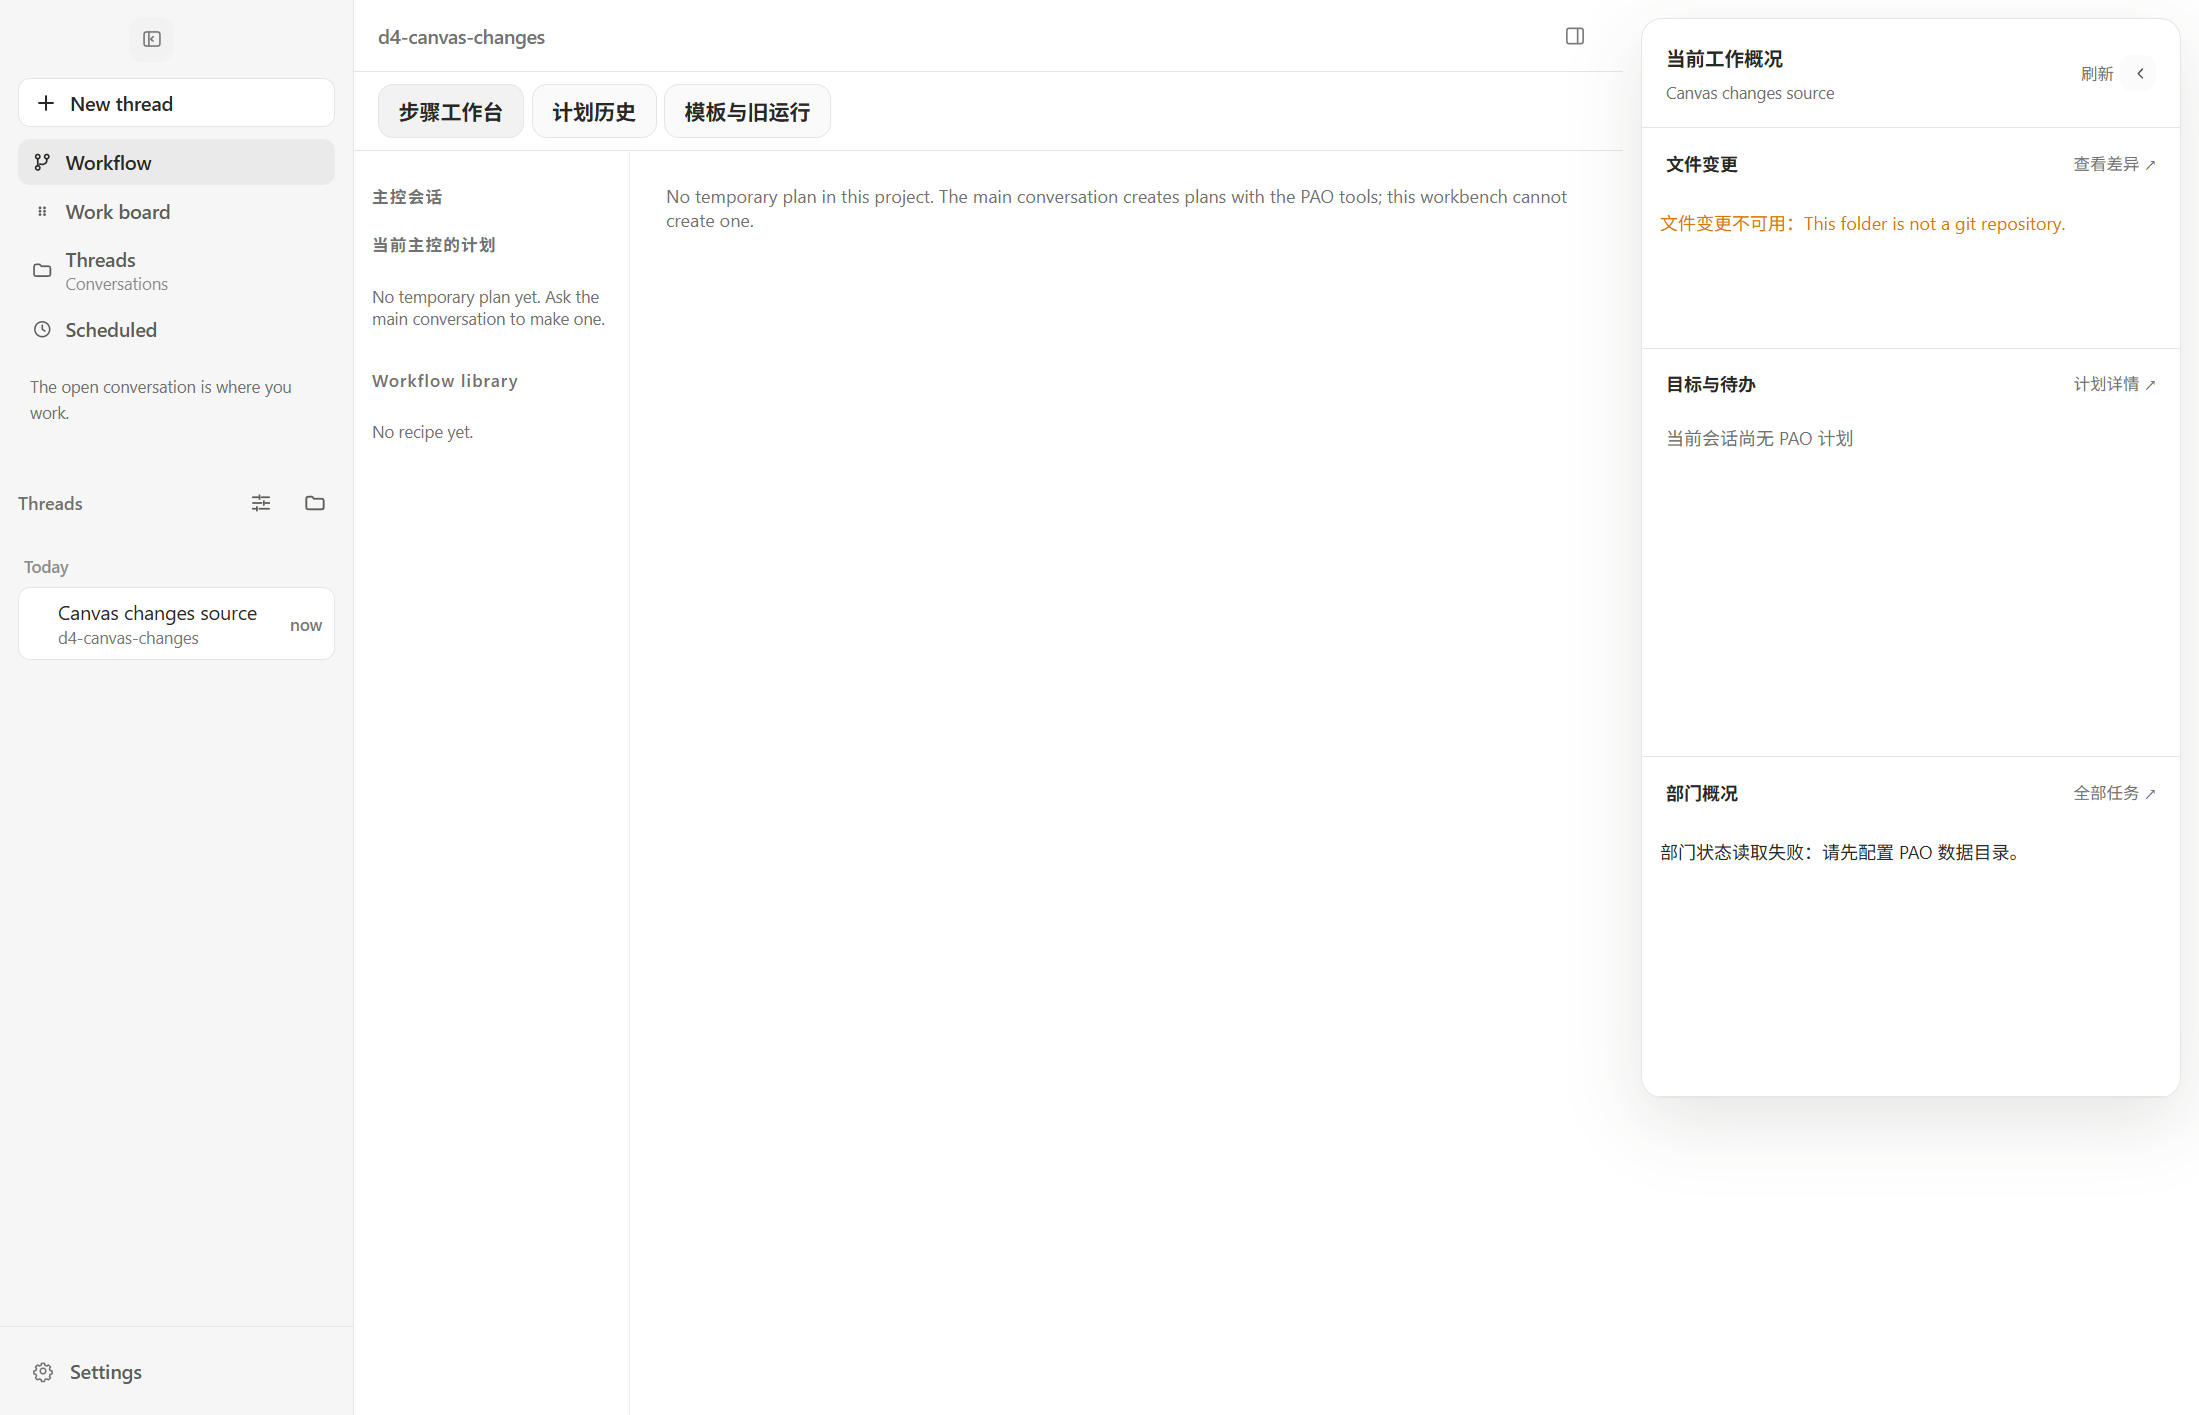 New thread
Workflow
Work board
Threads
Conversations
Scheduled
The open conversation is where you
work.
Threads
Today
Canvas changes source
d4-canvas-changes
now
Settings
d4-canvas-changes
步骤工作台
计划历史
模板与旧运行
主控会话
当前主控的计划
No temporary plan yet. Ask the
main conversation to make one.
Workflow library
No recipe yet.
No temporary plan in this project. The main conversation creates plans with the PAO tools; this workbench cannot
create one.
当前工作概况
Canvas changes source
刷新
文件变更
查看差异 ↗
文件变更不可用：This folder is not a git repository.
目标与待办
计划详情 ↗
当前会话尚无 PAO 计划
部门概况
全部任务 ↗
部门状态读取失败：请先配置 PAO 数据目录。